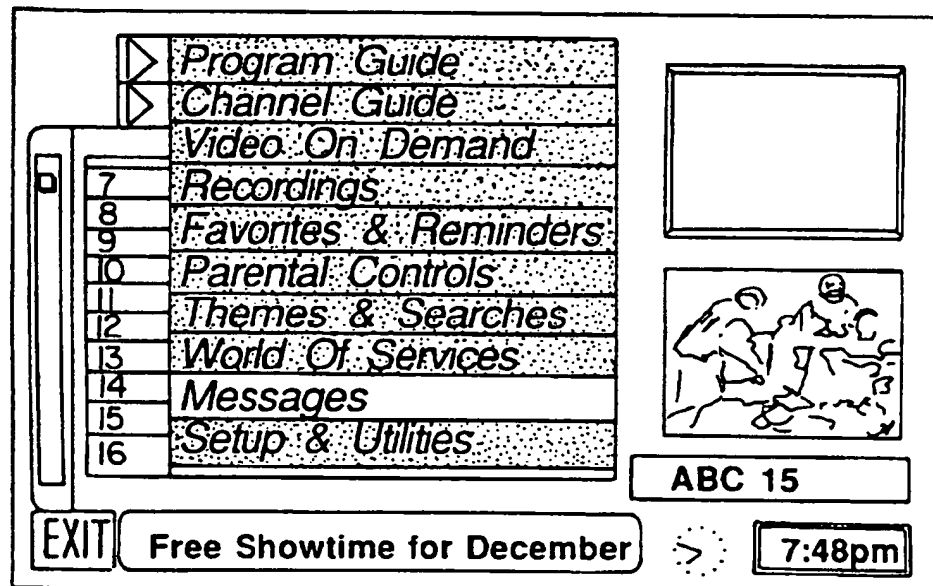 Program Guide
Channel Guide
Video On Demand
7 Recordings
8 Favorites & Reminders
9
10 Parental Controls
11 Themes & Searches
12
13 World Of Services
14 Messages
15 Setup & Utilities
16
ABC 15
EXIT Free Showtime for December 7:48pm